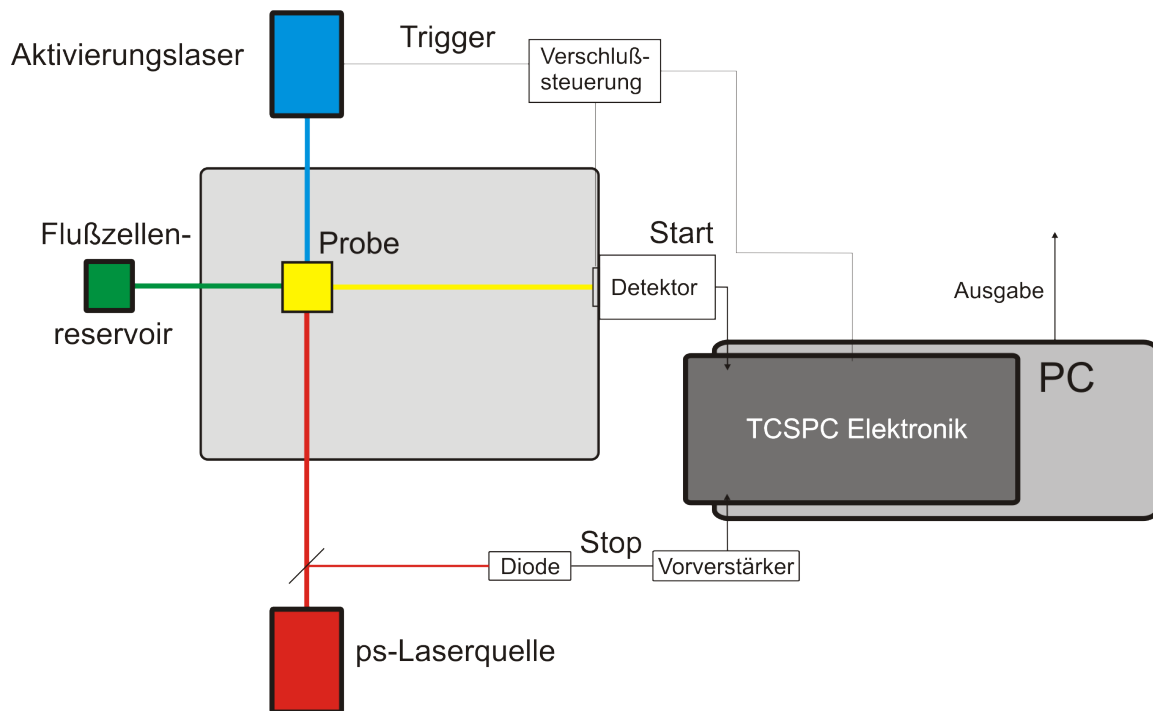 Aktivierungslaser
Trigger
Verschluß-
steuerung
Flußzellen-
reservoir
Probe
Start
Detektor
Ausgabe
PC
TCSPC Elektronik
Stop
Diode
Vorverstärker
ps-Laserquelle